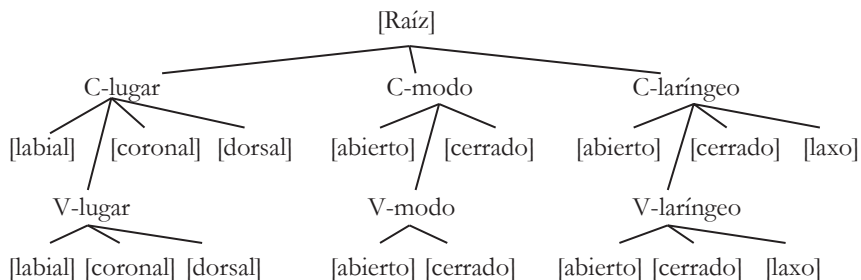 [Raíz]
C-lugar C-modo C-laríngeo
[labial] [coronal] [dorsal] [abierto] [cerrado] [abierto] [cerrado] [laxo]
V-lugar V-modo V-laríngeo
[labial] [coronal] [dorsal] [abierto] [cerrado] [abierto] [cerrado] [laxo]